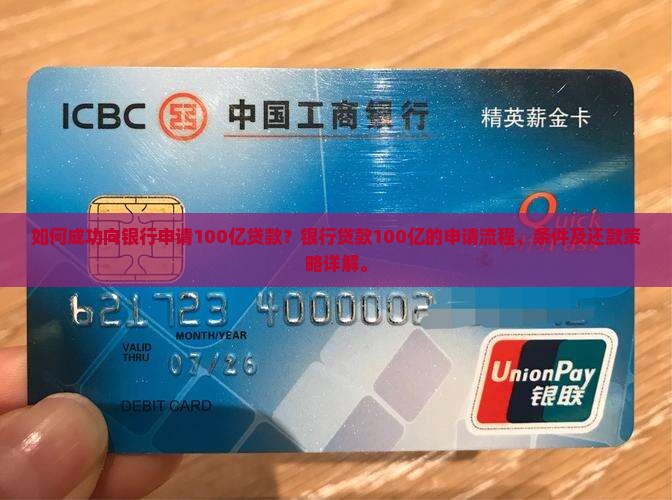 ICBC 中国工商银行 精英薪金卡
Quick
Pass
如何成功向银行申请100亿贷款？银行贷款100亿的申请流程、条件及还款策
略详解。
621723 4000002
MONTH/YEAR
VALID
THRU
07/26
DEBIT CARD
UnionPay
银联